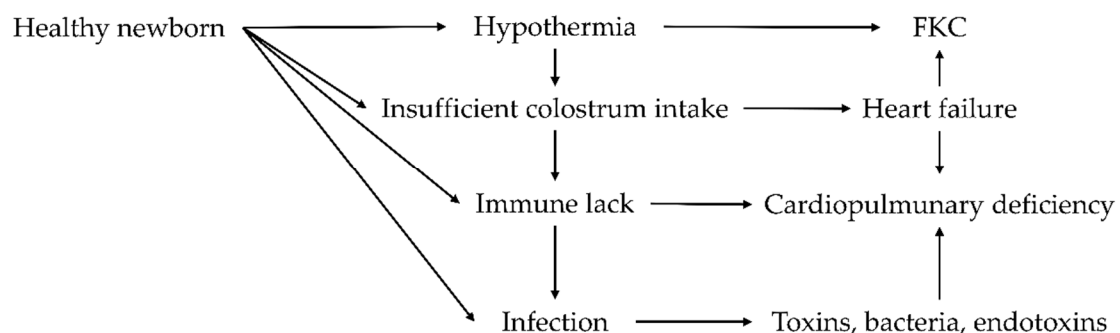 Healthy newborn
Hypothermia
FKC
Insufficient colostrum intake
Heart failure
Immune lack
Cardiopulmunary deficiency
Infection
Toxins, bacteria, endotoxins